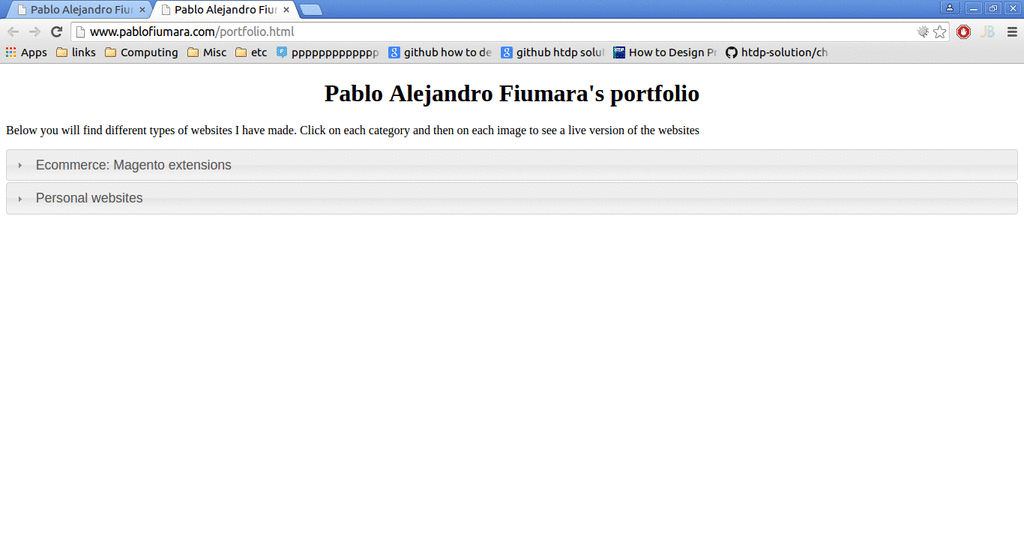 Pablo Alejandro Fiu
Pablo Alejandro Fiu
www.pablofiumara.com/portfolio.html
Apps links Computing Misc etc ppppppppppppp github how to de github htdp solu How to Design Pr htdp-solution/ch
Pablo Alejandro Fiumara's portfolio
Below you will find different types of websites I have made. Click on each category and then on each image to see a live version of the websites
Ecommerce: Magento extensions
Personal websites